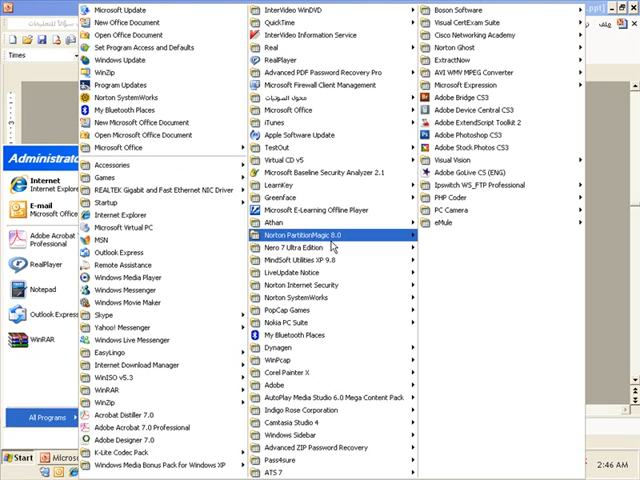 .ppt]
Microsoft Update
New Office Document
Open Office Document
Set Program Access and Defaults
Windows Update
WinZip
Program Updates
Norton SystemWorks
My Bluetooth Places
New Microsoft Office Document
Open Microsoft Office Document
Microsoft Office
Accessories
Games
REALTEK Gigabit and Fast Ethernet NIC Driver
Startup
Internet Explorer
Microsoft Virtual PC
MSN
Outlook Express
Remote Assistance
Windows Media Player
Windows Messenger
Windows Movie Maker
Skype
Yahoo! Messenger
Windows Live Messenger
EasyLingo
Internet Download Manager
WinISO v5.3
WinRAR
WinZip
Acrobat Distiller 7.0
Adobe Acrobat 7.0 Professional
Adobe Designer 7.0
K-Lite Codec Pack
Windows Media Bonus Pack for Windows XP
InterVideo WinDVD
QuickTime
InterVideo Information Service
Real
RealPlayer
Advanced PDF Password Recovery Pro
Microsoft Firewall Client Management
محول الصوتيات
Microsoft Office
iTunes
Apple Software Update
TestOut
Virtual CD v5
Microsoft Baseline Security Analyzer 2.1
LearnKey
Greenface
Microsoft E-Learning Offline Player
Athan
Norton PartitionMagic 8.0
Nero 7 Ultra Edition
MindSoft Utilities XP 9.8
LiveUpdate Notice
Norton Internet Security
Norton SystemWorks
PopCap Games
Nokia PC Suite
My Bluetooth Places
Dynagen
WinPcap
Corel Painter X
Adobe
AutoPlay Media Studio 6.0 Mega Content Pack
Indigo Rose Corporation
Camtasia Studio 4
Windows Sidebar
Advanced ZIP Password Recovery
Pass4sure
ATS 7
Boson Software
Visual CertExam Suite
Cisco Networking Academy
Norton Ghost
ExtractNow
AVI WMV MPEG Converter
Microsoft Expression
Adobe Bridge CS3
Adobe Device Central CS3
Adobe ExtendScript Toolkit 2
Adobe Photoshop CS3
Adobe Stock Photos CS3
Visual Vision
Adobe GoLive CS (ENG)
Ipswitch WS_FTP Professional
PHP Coder
PC Camera
eMule
ملف
Times
Administrato
Internet
Internet Explorer
E-mail
Microsoft Office
Adobe Acrobat
Professional
RealPlayer
Notepad
Outlook Express
WinRAR
All Programs
Start
Microso
2:46 AM